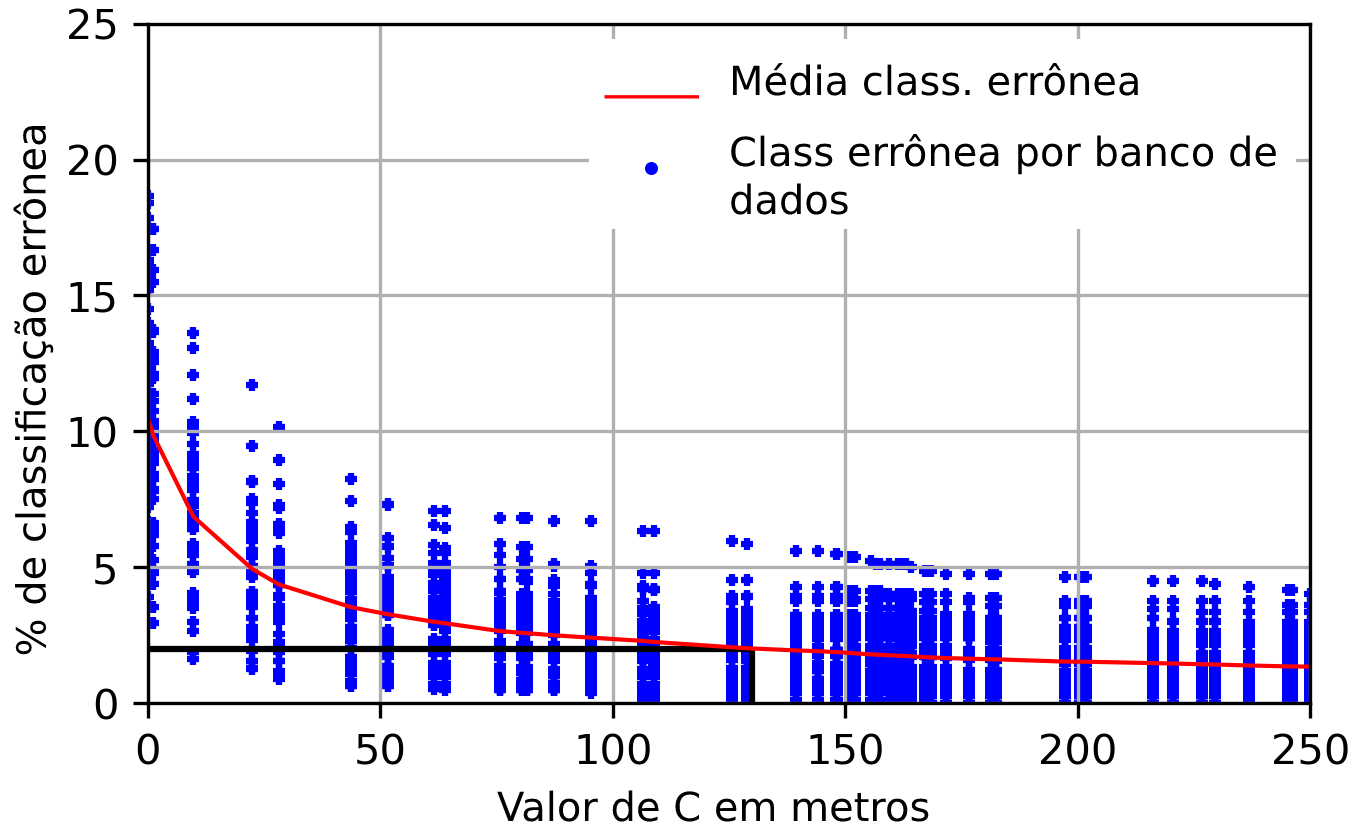 25
20
15
10
5
0
% de classificação errônea
Média class. errônea
Class errônea por banco de
dados
0 50 100 150 200 250
Valor de C em metros